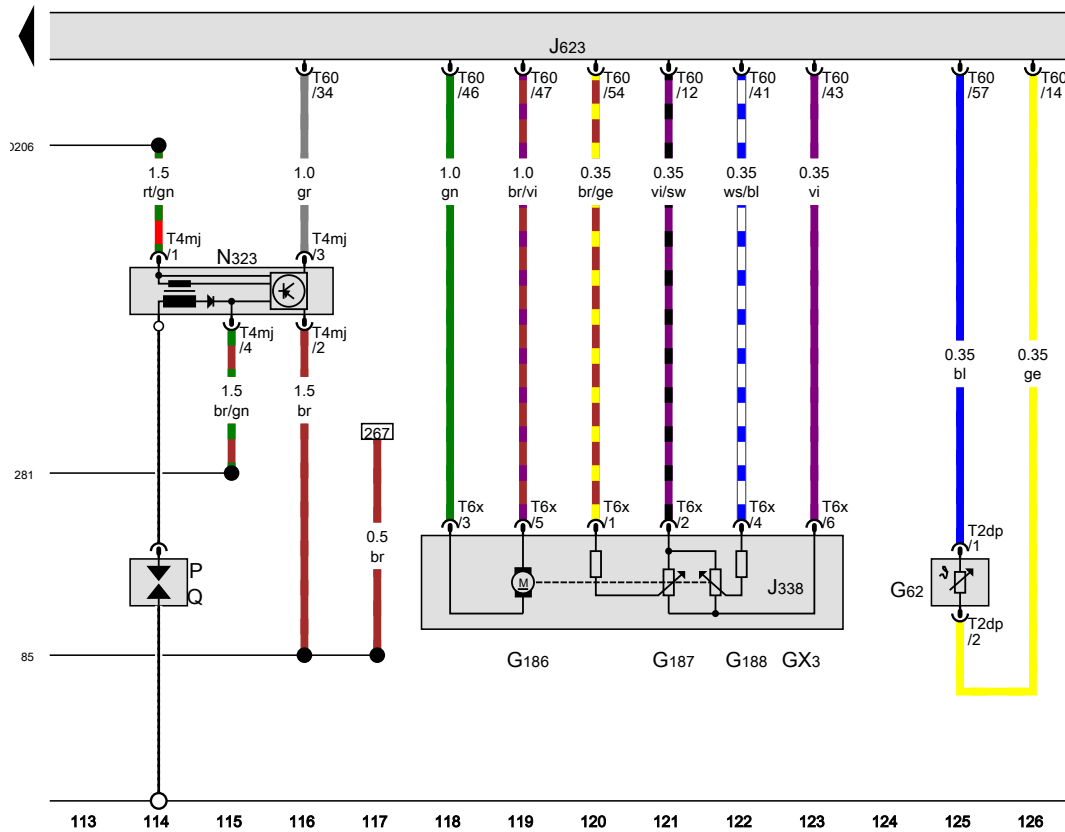 J623
T60 /34
T60 /46
T60 /47
T60 /54
T60 /12
T60 /41
T60 /43
T60 /57
T60 /14
206
1.5 rt/gn
1.0 gr
1.0 gn
1.0 br/vi
0.35 br/ge
0.35 vi/sw
0.35 ws/bl
0.35 vi
T4mj /1
N323
T4mj /3
T4mj /4
T4mj /2
0.35 bl
0.35 ge
1.5 br/gn
1.5 br
267
281
T6x /3
T6x /5
T6x /1
T6x /2
T6x /4
T6x /6
0.5 br
T2dp /1
P
Q
M
J338
G62
T2dp /2
85
G186
G187
G188
GX3
113 114 115 116 117 118 119 120 121 122 123 124 125 126